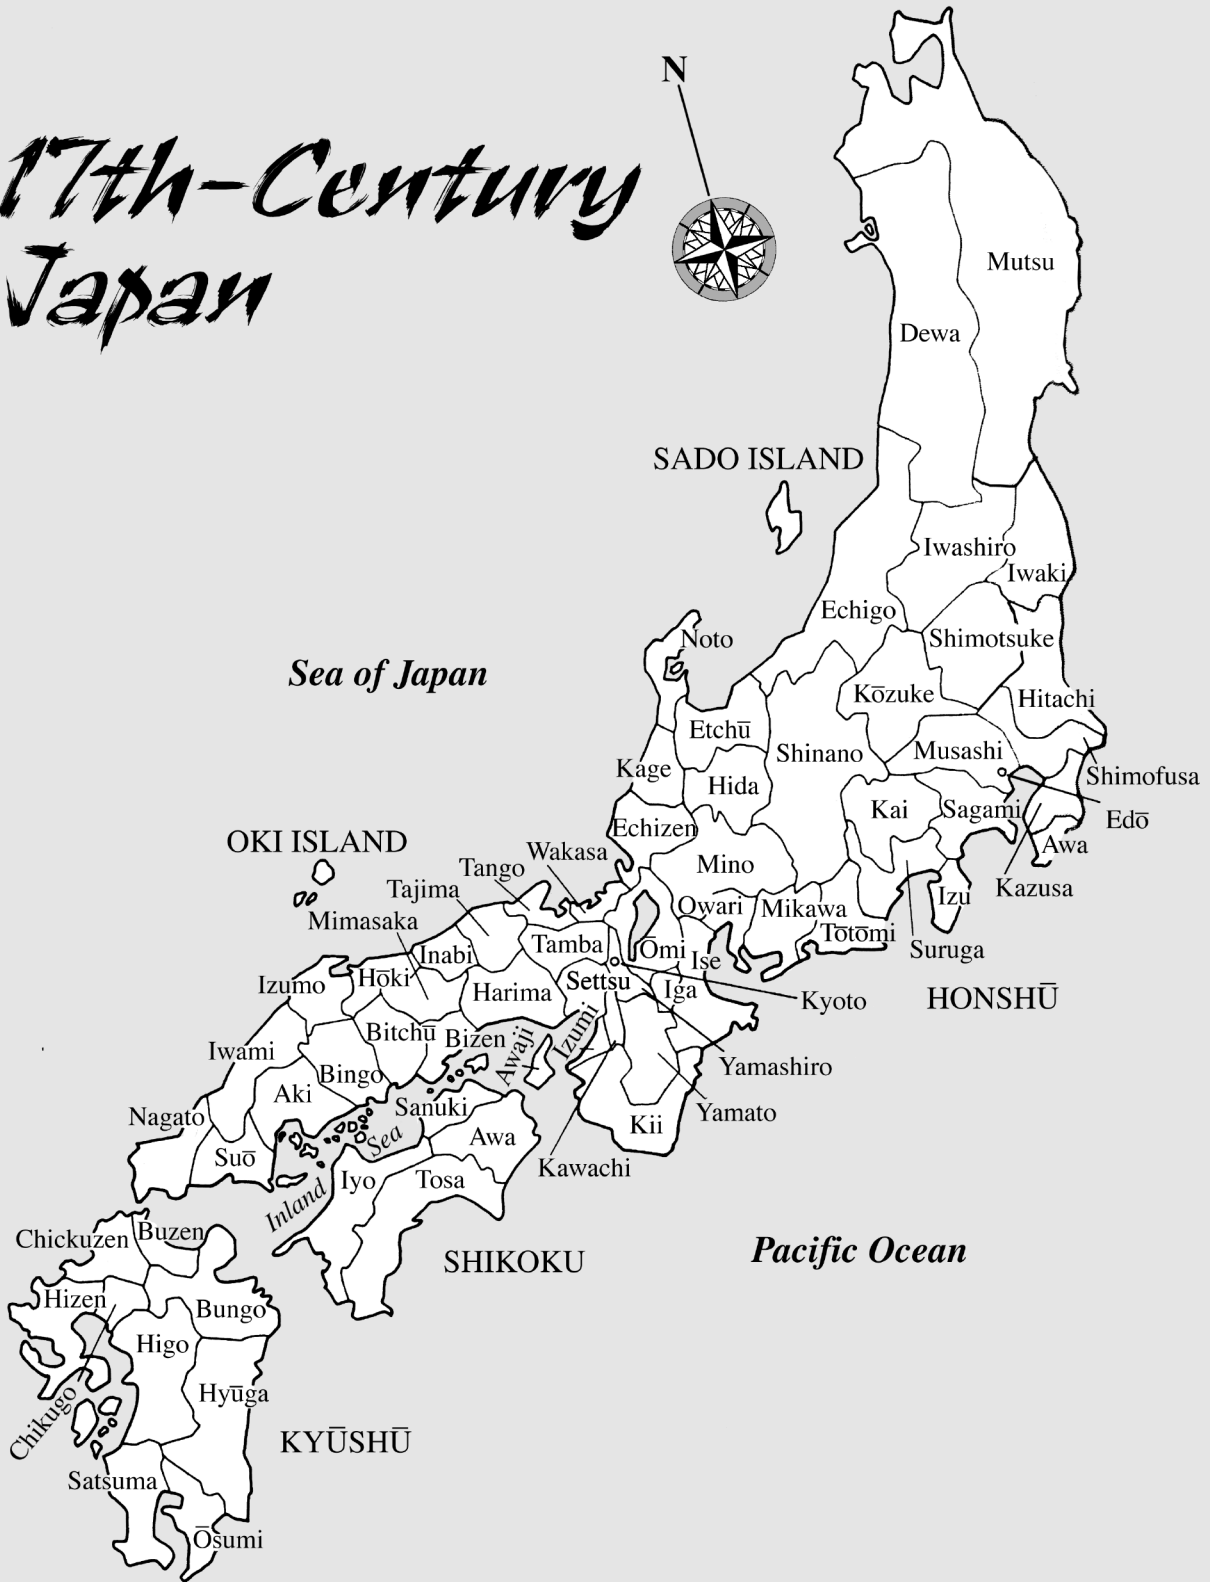 17th-Century
Japan
N
Mutsu
Dewa
SADO ISLAND
Iwashiro
Iwaki
Echigo
Shimotsuke
Noto
Sea of Japan
Kōzuke
Hitachi
Etchū
Shinano
Musashi
Kage
Hida
Shimofusa
Kai
Sagami
Edō
Echizen
OKI ISLAND
Awa
Wakasa
Mino
Tango
Tajima
Kazusa
Izu
Owari
Mikawa
Mimasaka
Tōtōmi
Tamba
Ōmi
Suruga
Inabi
Ise
Hōki
Settsu
Izumo
Harima
Iga
Kyoto
HONSHŪ
Bitchū
Bizen
Awaji
Izumi
Iwami
Yamashiro
Bingo
Aki
Sanuki
Yamato
Nagato
Kii
Awa
Inland Sea
Suō
Kawachi
Iyo
Tosa
Buzen
Chickuzen
Pacific Ocean
SHIKOKU
Hizen
Bungo
Higo
Hyūga
Chikugo
KYŪSHŪ
Satsuma
Ōsumi